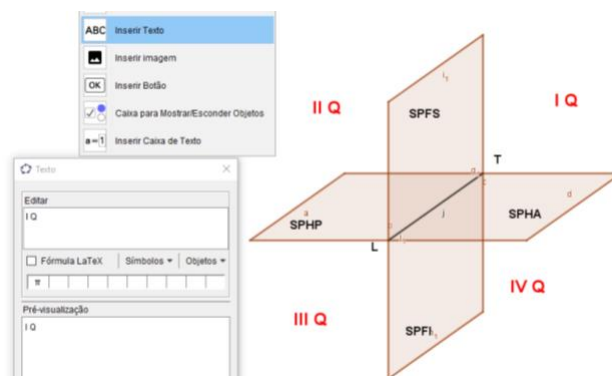 ABC Inserir Texto
Inserir imagem
OK Inserir Botão
Caixa para Mostrar/Esconder Objetos
a=1 Inserir Caixa de Texto
Texto
Editar
I Q
Fórmula LaTeX Símbolos Objetos
π
Pré-visualização
I Q
II Q
I Q
SPFS
T
a
d
SPHP
j
SPHA
L
IV Q
III Q
SPFI